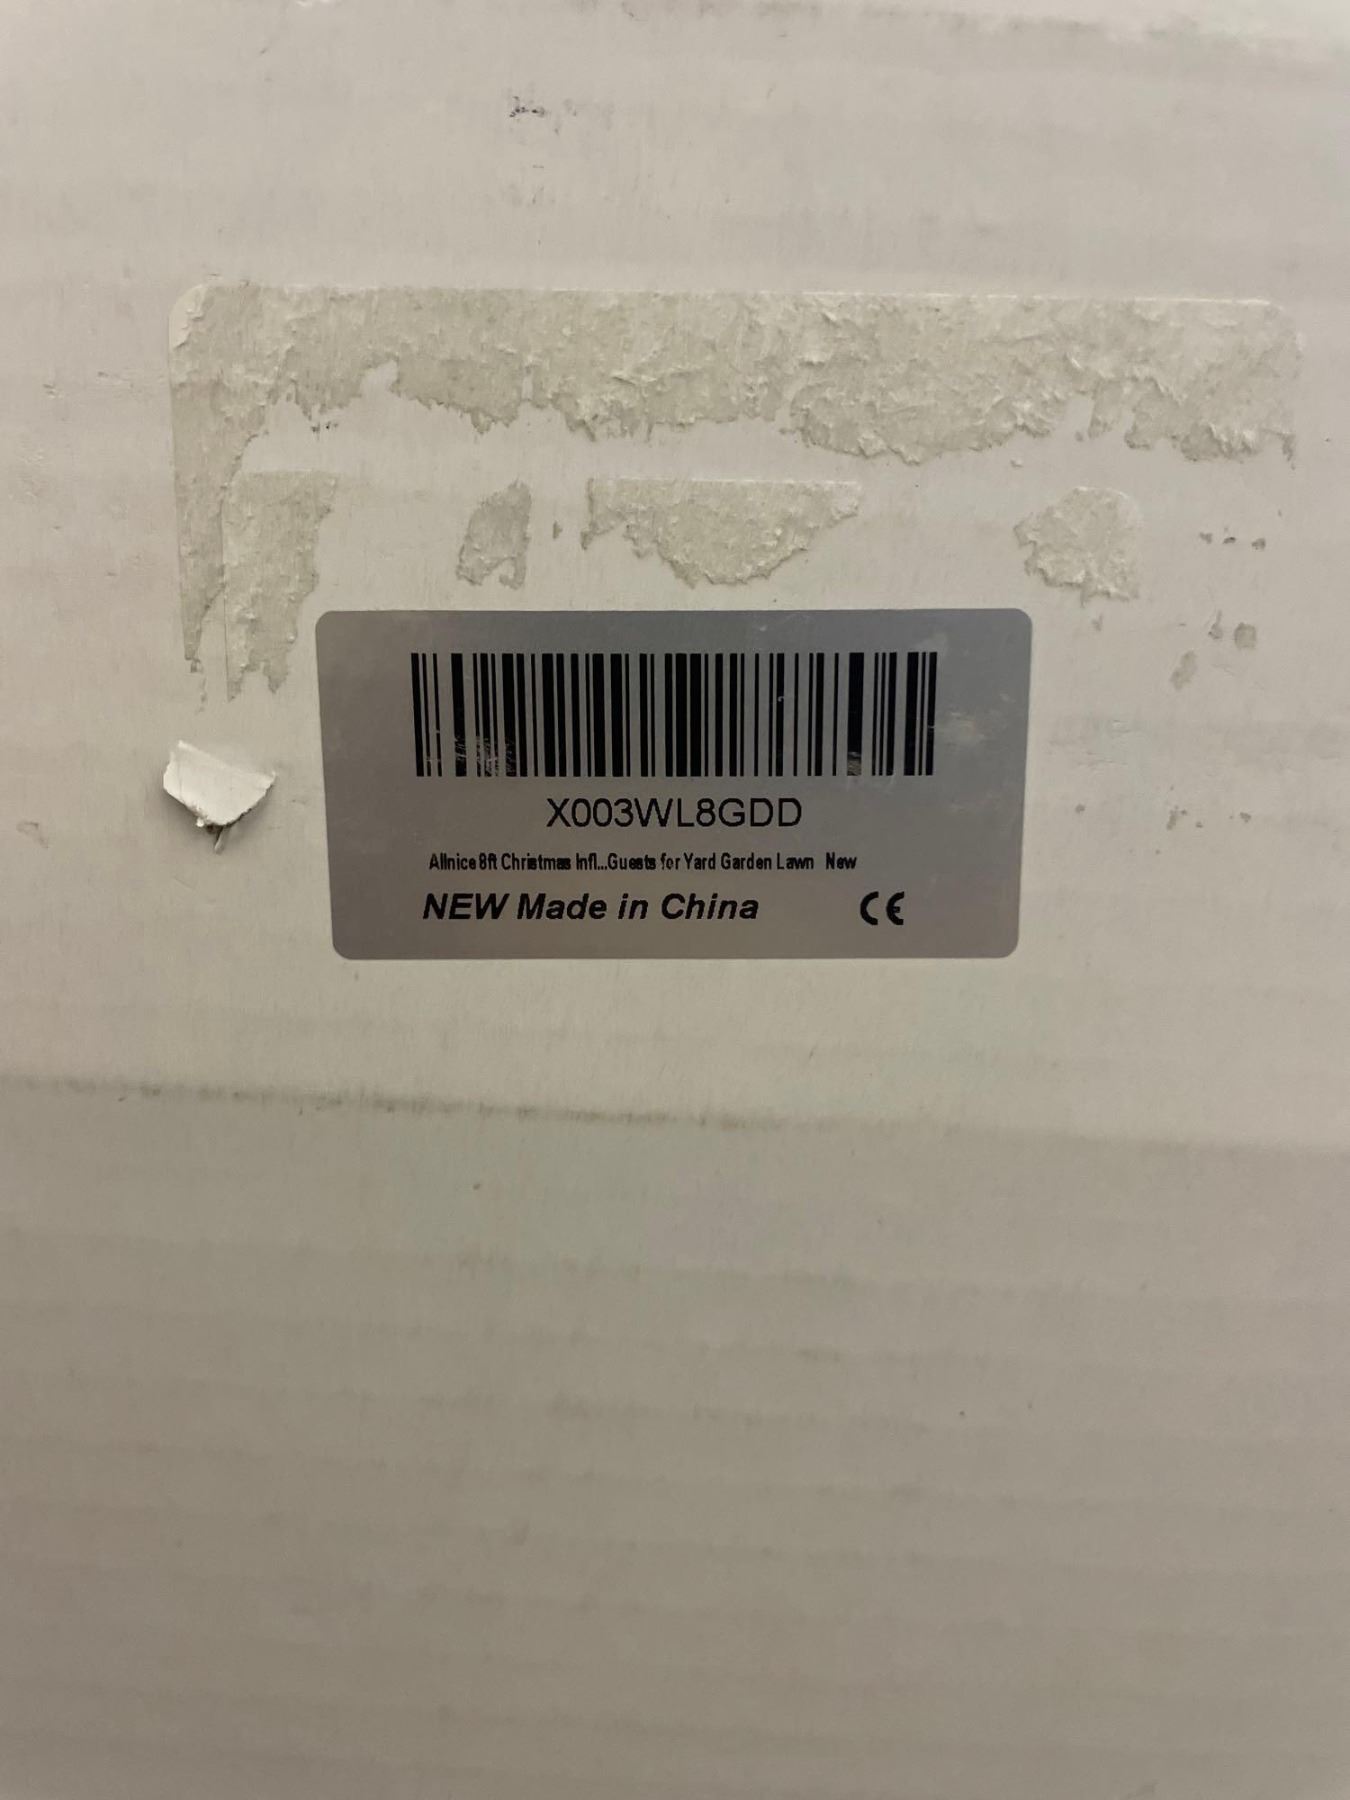 X003WL8GDD
Allnice 8ft Christmas Infl...Guests for Yard Garden Lawn New
NEW Made in China CE